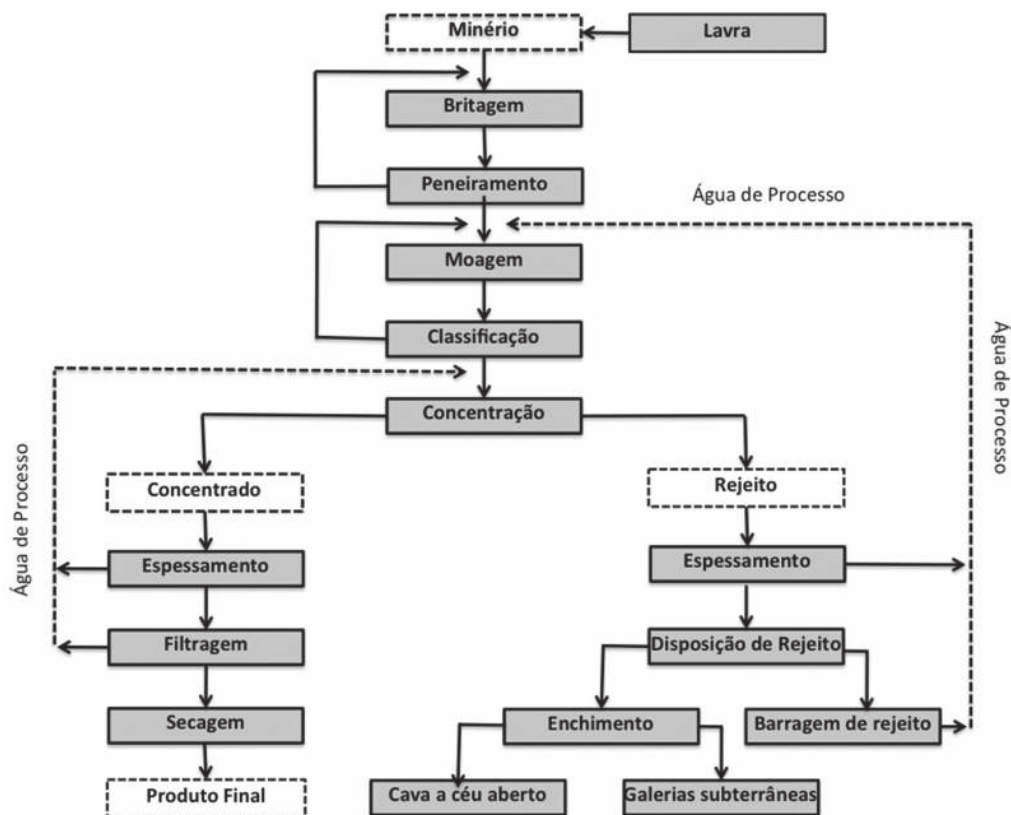 Minério
Lavra
Britagem
Peneiramento
Água de Processo
Moagem
Classificação
Água de Processo
Concentração
Água de Processo
Concentrado
Rejeito
Espessamento
Espessamento
Filtragem
Disposição de Rejeito
Secagem
Enchimento
Barragem de rejeito
Produto Final
Cava a céu aberto
Galerias subterrâneas